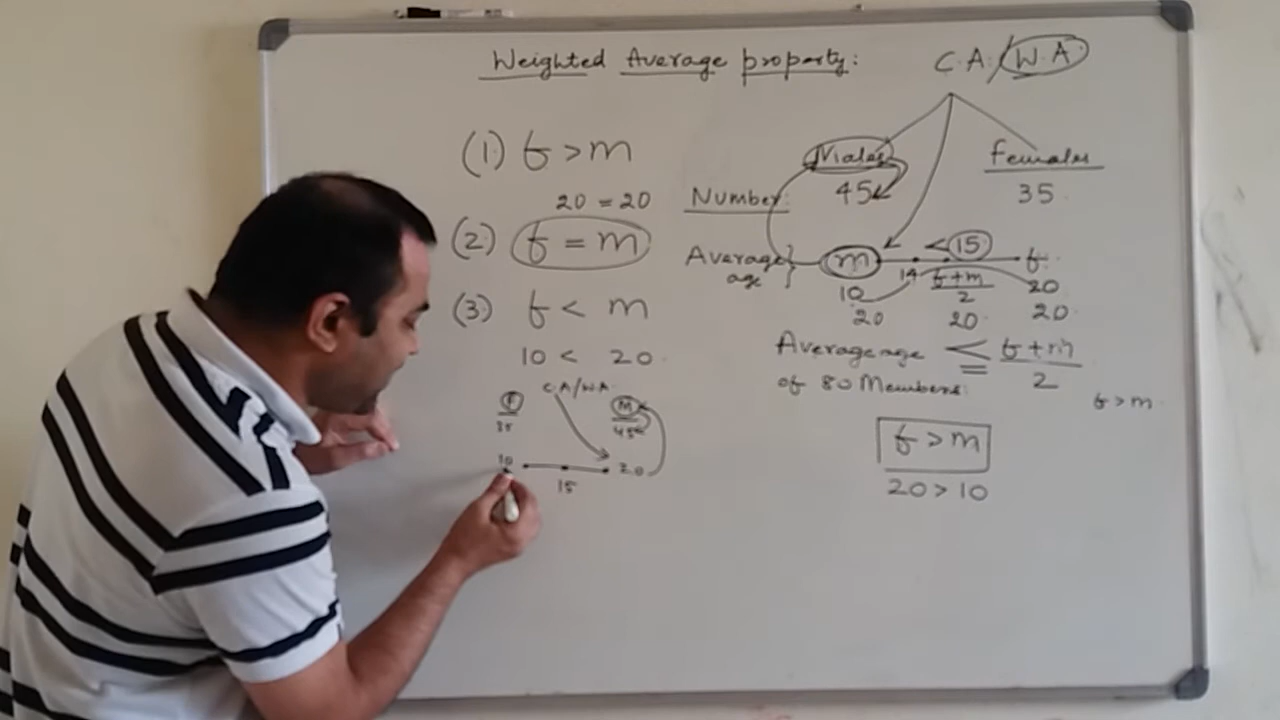 Weighted Average property:
C.A./W.A
(1) f > m
Males
Females
20 = 20
Number:
45
35
(2) f = m
Average age
m
< 15
f
14
f+m
2
10
20
20
20
20
(3) f < m
10 < 20
Average age <= f+m
of 80 Members:
2
f > m
C.A/W.A
F
M
35
45
f > m
10
20
15
20 > 10